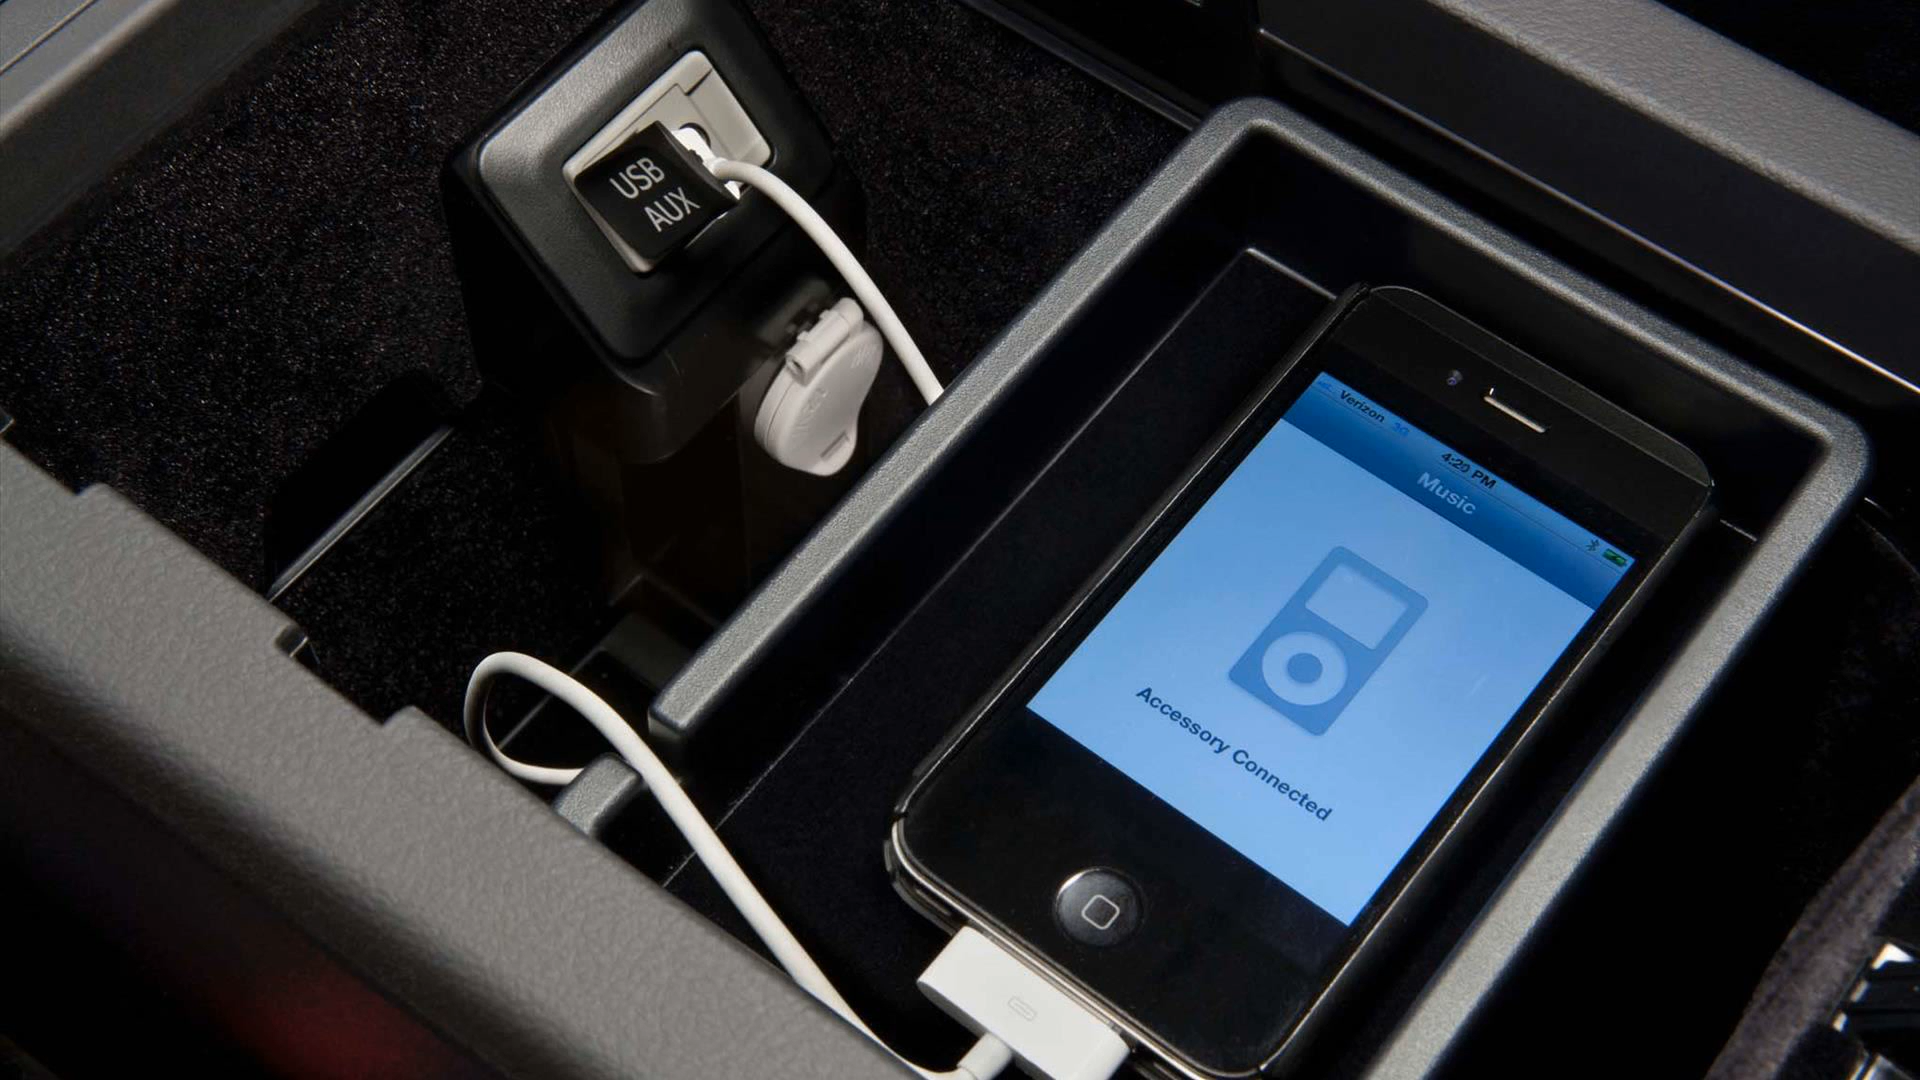 USB
AUX
Verizon 3G
4:20 PM
Music
Accessory Connected